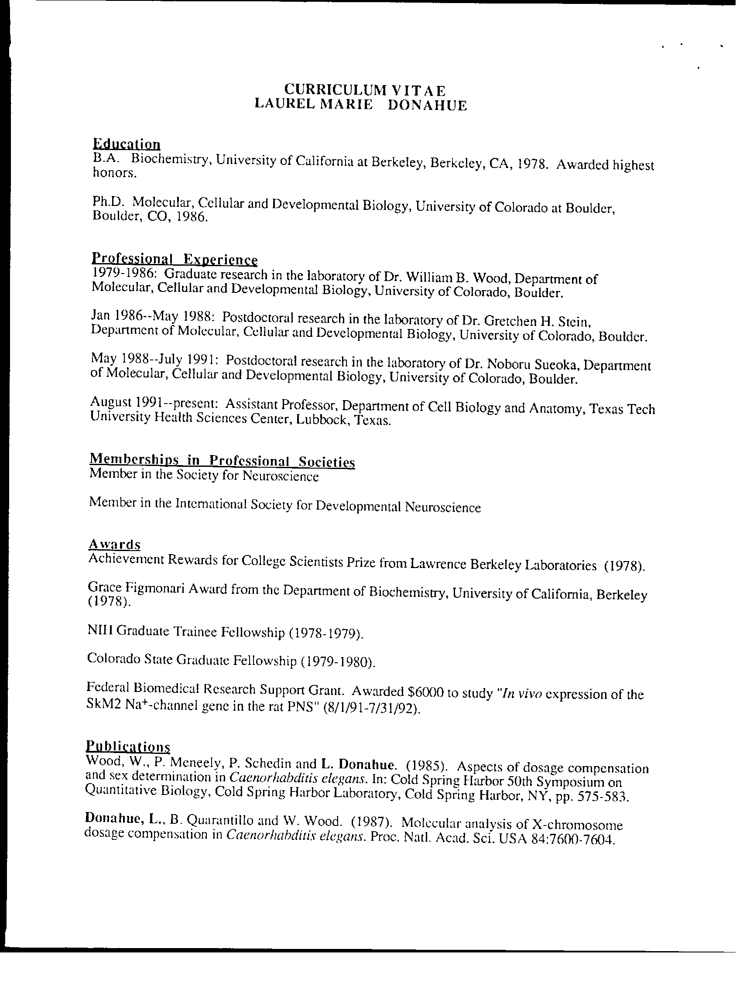 CURRICULUM VITAE
LAUREL MARIE DONAHUE
Education
B.A. Biochemistry, University of California at Berkeley, Berkeley, CA, 1978. Awarded highest
honors.
Ph.D. Molecular, Cellular and Developmental Biology, University of Colorado at Boulder,
Boulder, CO, 1986.
Professional Experience
1979-1986: Graduate research in the laboratory of Dr. William B. Wood, Department of
Molecular, Cellular and Developmental Biology, University of Colorado, Boulder.
Jan 1986--May 1988: Postdoctoral research in the laboratory of Dr. Gretchen H. Stein,
Department of Molecular, Cellular and Developmental Biology, University of Colorado, Boulder.
May 1988--July 1991: Postdoctoral research in the laboratory of Dr. Noboru Sueoka, Department
of Molecular, Cellular and Developmental Biology, University of Colorado, Boulder.
August 1991--present: Assistant Professor, Department of Cell Biology and Anatomy, Texas Tech
University Health Sciences Center, Lubbock, Texas.
Memberships in Professional Societies
Member in the Society for Neuroscience
Member in the International Society for Developmental Neuroscience
Awards
Achievement Rewards for College Scientists Prize from Lawrence Berkeley Laboratories (1978).
Grace Figmonari Award from the Department of Biochemistry, University of California, Berkeley
(1978).
NIH Graduate Trainee Fellowship (1978-1979).
Colorado State Graduate Fellowship (1979-1980).
Federal Biomedical Research Support Grant. Awarded $6000 to study "In vivo expression of the
SkM2 Na+-channel gene in the rat PNS" (8/1/91-7/31/92).
Publications
Wood, W., P. Meneely, P. Schedin and L. Donahue. (1985). Aspects of dosage compensation
and sex determination in Caenorhabditis elegans. In: Cold Spring Harbor 50th Symposium on
Quantitative Biology, Cold Spring Harbor Laboratory, Cold Spring Harbor, NY, pp. 575-583.
Donahue, L., B. Quarantillo and W. Wood. (1987). Molecular analysis of X-chromosome
dosage compensation in Caenorhabditis elegans. Proc. Natl. Acad. Sci. USA 84:7600-7604.